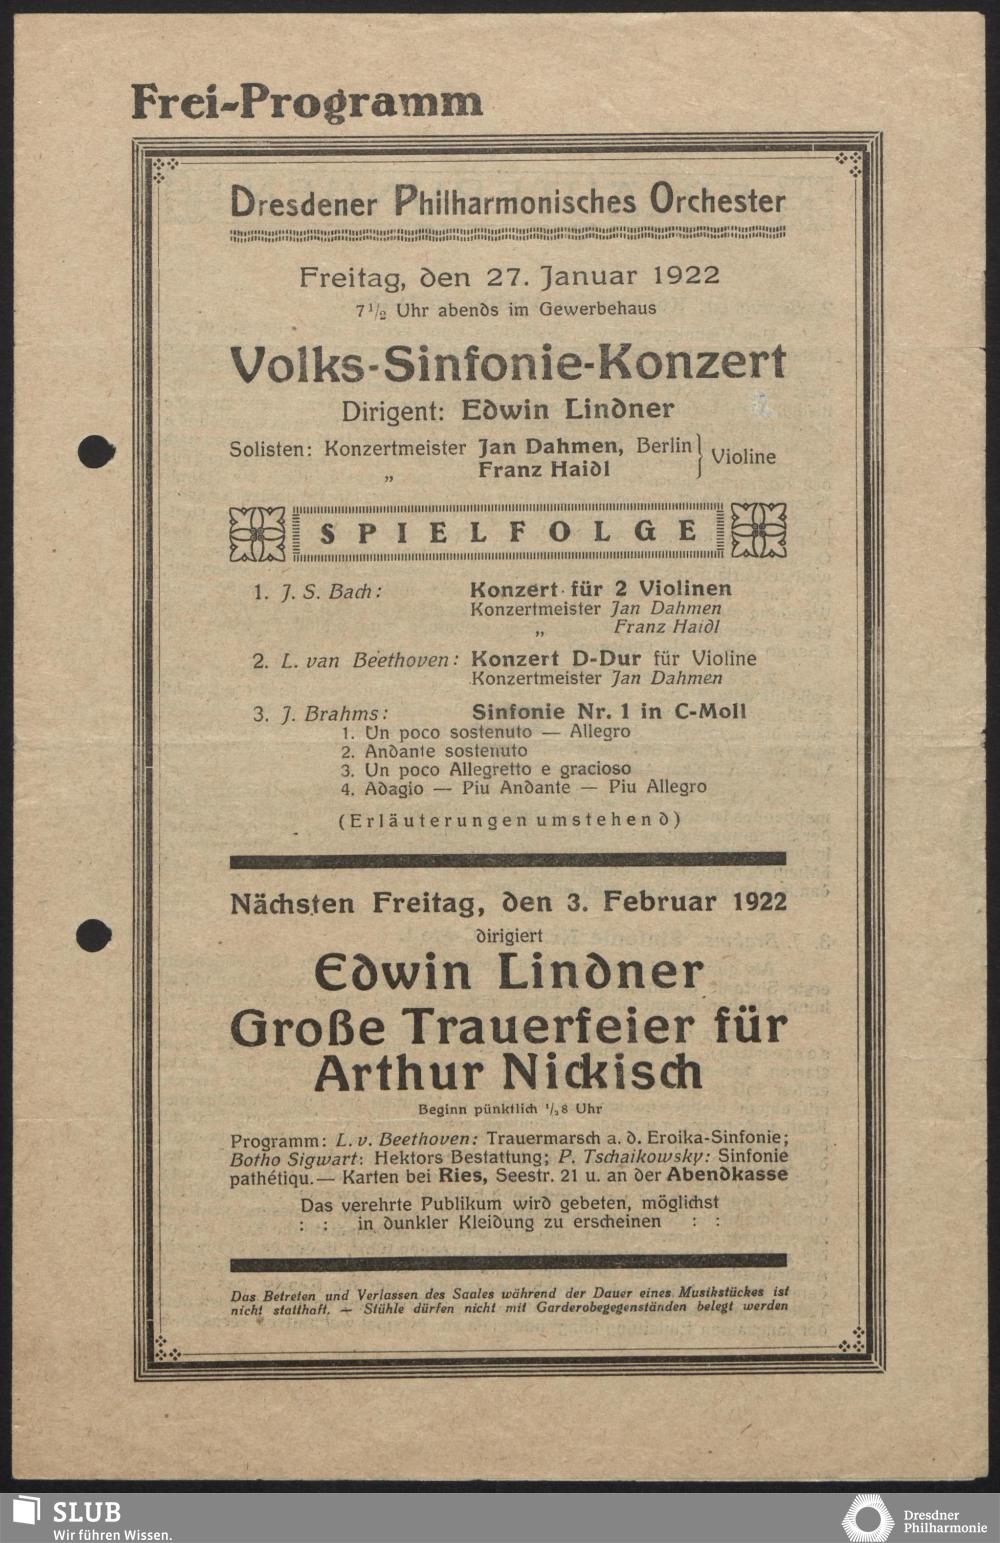 Frei-Programm
Dresdener Philharmonisches Orchester
Freitag, den 27. Januar 1922
7 1/2 Uhr abends im Gewerbehaus
Volks-Sinfonie-Konzert
Dirigent: Edwin Lindner
Solisten: Konzertmeister Jan Dahmen, Berlin } Violine
„ Franz Haidl
SPIELFOLGE
1. J. S. Bach: Konzert für 2 Violinen
Konzertmeister Jan Dahmen
„ Franz Haidl
2. L. van Beethoven: Konzert D-Dur für Violine
Konzertmeister Jan Dahmen
3. J. Brahms: Sinfonie Nr. 1 in C-Moll
1. Un poco sostenuto — Allegro
2. Andante sostenuto
3. Un poco Allegretto e gracioso
4. Adagio — Piu Andante — Piu Allegro
(Erläuterungen umstehend)
Nächsten Freitag, den 3. Februar 1922
dirigiert
Edwin Lindner
Große Trauerfeier für
Arthur Nickisch
Beginn pünktlich 1/2 8 Uhr
Programm: L. v. Beethoven: Trauermarsch a. d. Eroika-Sinfonie;
Botho Sigwart: Hektors Bestattung; P. Tschaikowsky: Sinfonie
pathétiqu. — Karten bei Ries, Seestr. 21 u. an der Abendkasse
Das verehrte Publikum wird gebeten, möglichst
: : in dunkler Kleidung zu erscheinen : :
Das Betreten und Verlassen des Saales während der Dauer eines Musikstückes ist
nicht statthaft. — Stühle dürfen nicht mit Garderobegegenständen belegt werden
SLUB
Wir führen Wissen.
Dresdner
Philharmonie